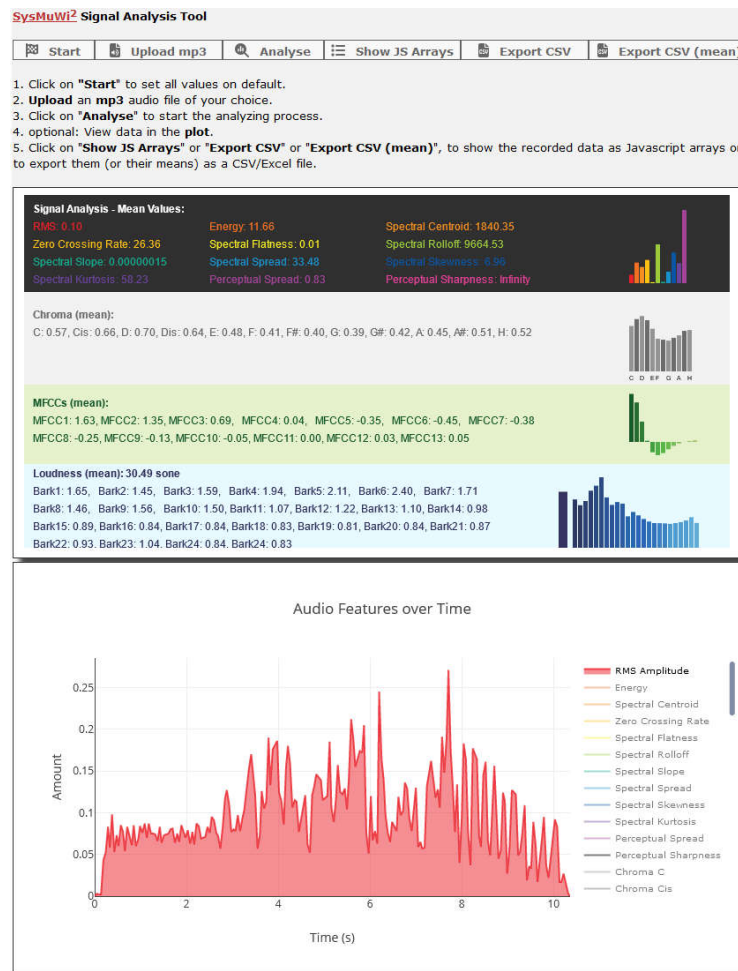 SysMuWi² Signal Analysis Tool
Start Upload mp3 Analyse Show JS Arrays Export CSV Export CSV (mean)
1. Click on "Start" to set all values on default.
2. Upload an mp3 audio file of your choice.
3. Click on "Analyse" to start the analyzing process.
4. optional: View data in the plot.
5. Click on "Show JS Arrays" or "Export CSV" or "Export CSV (mean)", to show the recorded data as Javascript arrays or
to export them (or their means) as a CSV/Excel file.
Signal Analysis - Mean Values:
RMS: 0.10 Energy: 11.66 Spectral Centroid: 1840.35
Zero Crossing Rate: 26.36 Spectral Flatness: 0.01 Spectral Rolloff: 9664.53
Spectral Slope: 0.00000015 Spectral Spread: 33.48 Spectral Skewness: 6.96
Spectral Kurtosis: 58.23 Perceptual Spread: 0.83 Perceptual Sharpness: Infinity
Chroma (mean):
C: 0.57, Cis: 0.66, D: 0.70, Dis: 0.64, E: 0.48, F: 0.41, F#: 0.40, G: 0.39, G#: 0.42, A: 0.45, A#: 0.51, H: 0.52
C D E F G A H
MFCCs (mean):
MFCC1: 1.63, MFCC2: 1.35, MFCC3: 0.69, MFCC4: 0.04, MFCC5: -0.35, MFCC6: -0.45, MFCC7: -0.38
MFCC8: -0.25, MFCC9: -0.13, MFCC10: -0.05, MFCC11: 0.00, MFCC12: 0.03, MFCC13: 0.05
Loudness (mean): 30.49 sone
Bark1: 1.65, Bark2: 1.45, Bark3: 1.59, Bark4: 1.94, Bark5: 2.11, Bark6: 2.40, Bark7: 1.71
Bark8: 1.46, Bark9: 1.56, Bark10: 1.50, Bark11: 1.07, Bark12: 1.22, Bark13: 1.10, Bark14: 0.98
Bark15: 0.89, Bark16: 0.84, Bark17: 0.84, Bark18: 0.83, Bark19: 0.81, Bark20: 0.84, Bark21: 0.87
Bark22: 0.93, Bark23: 1.04, Bark24: 0.84, Bark24: 0.83
Audio Features over Time
RMS Amplitude
Energy
Spectral Centroid
Zero Crossing Rate
Spectral Flatness
Spectral Rolloff
Spectral Slope
Spectral Spread
Spectral Skewness
Spectral Kurtosis
Perceptual Spread
Perceptual Sharpness
Chroma C
Chroma Cis
Amount
0.25
0.2
0.15
0.1
0.05
0
0 2 4 6 8 10
Time (s)